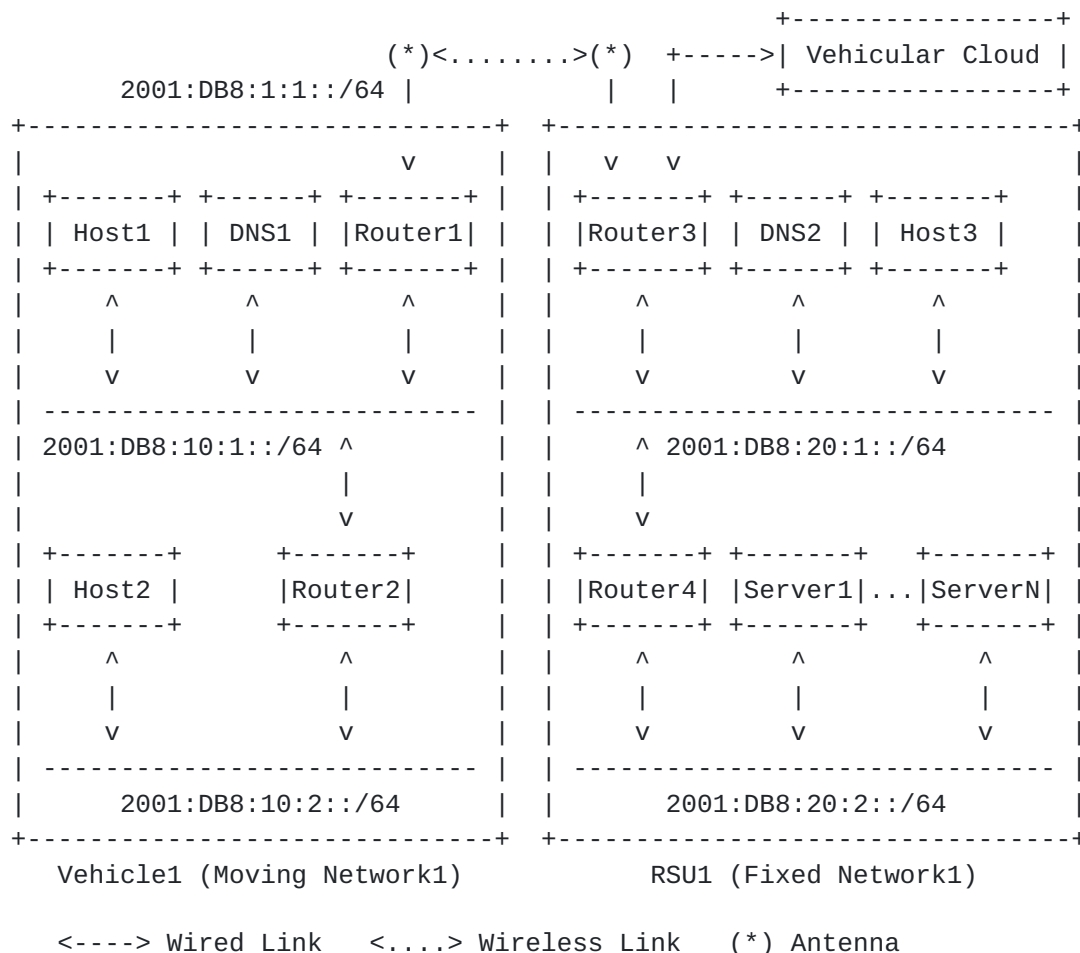 +-----------------+
                        (*)<........>(*)  +----->| Vehicular Cloud |
       2001:DB8:1:1::/64 |            |   |      +-----------------+
+------------------------------+  +---------------------------------+
|                        v     |  |   v   v                         |
| +-------+ +------+ +-------+ |  | +-------+ +------+ +-------+    |
| | Host1 | | DNS1 | |Router1| |  | |Router3| | DNS2 | | Host3 |    |
| +-------+ +------+ +-------+ |  | +-------+ +------+ +-------+    |
|     ^        ^         ^     |  |     ^         ^        ^        |
|     |        |         |     |  |     |         |        |        |
|     v        v         v     |  |     v         v        v        |
| ---------------------------- |  | ------------------------------- |
| 2001:DB8:10:1::/64 ^         |  |     ^ 2001:DB8:20:1::/64        |
|                    |         |  |     |                           |
|                    v         |  |     v                           |
| +-------+      +-------+     |  | +-------+ +-------+   +-------+ |
| | Host2 |      |Router2|     |  | |Router4| |Server1|...|ServerN| |
| +-------+      +-------+     |  | +-------+ +-------+   +-------+ |
|     ^              ^         |  |     ^         ^           ^     |
|     |              |         |  |     |         |           |     |
|     v              v         |  |     v         v           v     |
| ---------------------------- |  | ------------------------------- |
|      2001:DB8:10:2::/64      |  |       2001:DB8:20:2::/64        |
+------------------------------+  +---------------------------------+
   Vehicle1 (Moving Network1)            RSU1 (Fixed Network1)

   <----> Wired Link   <....> Wireless Link   (*) Antenna